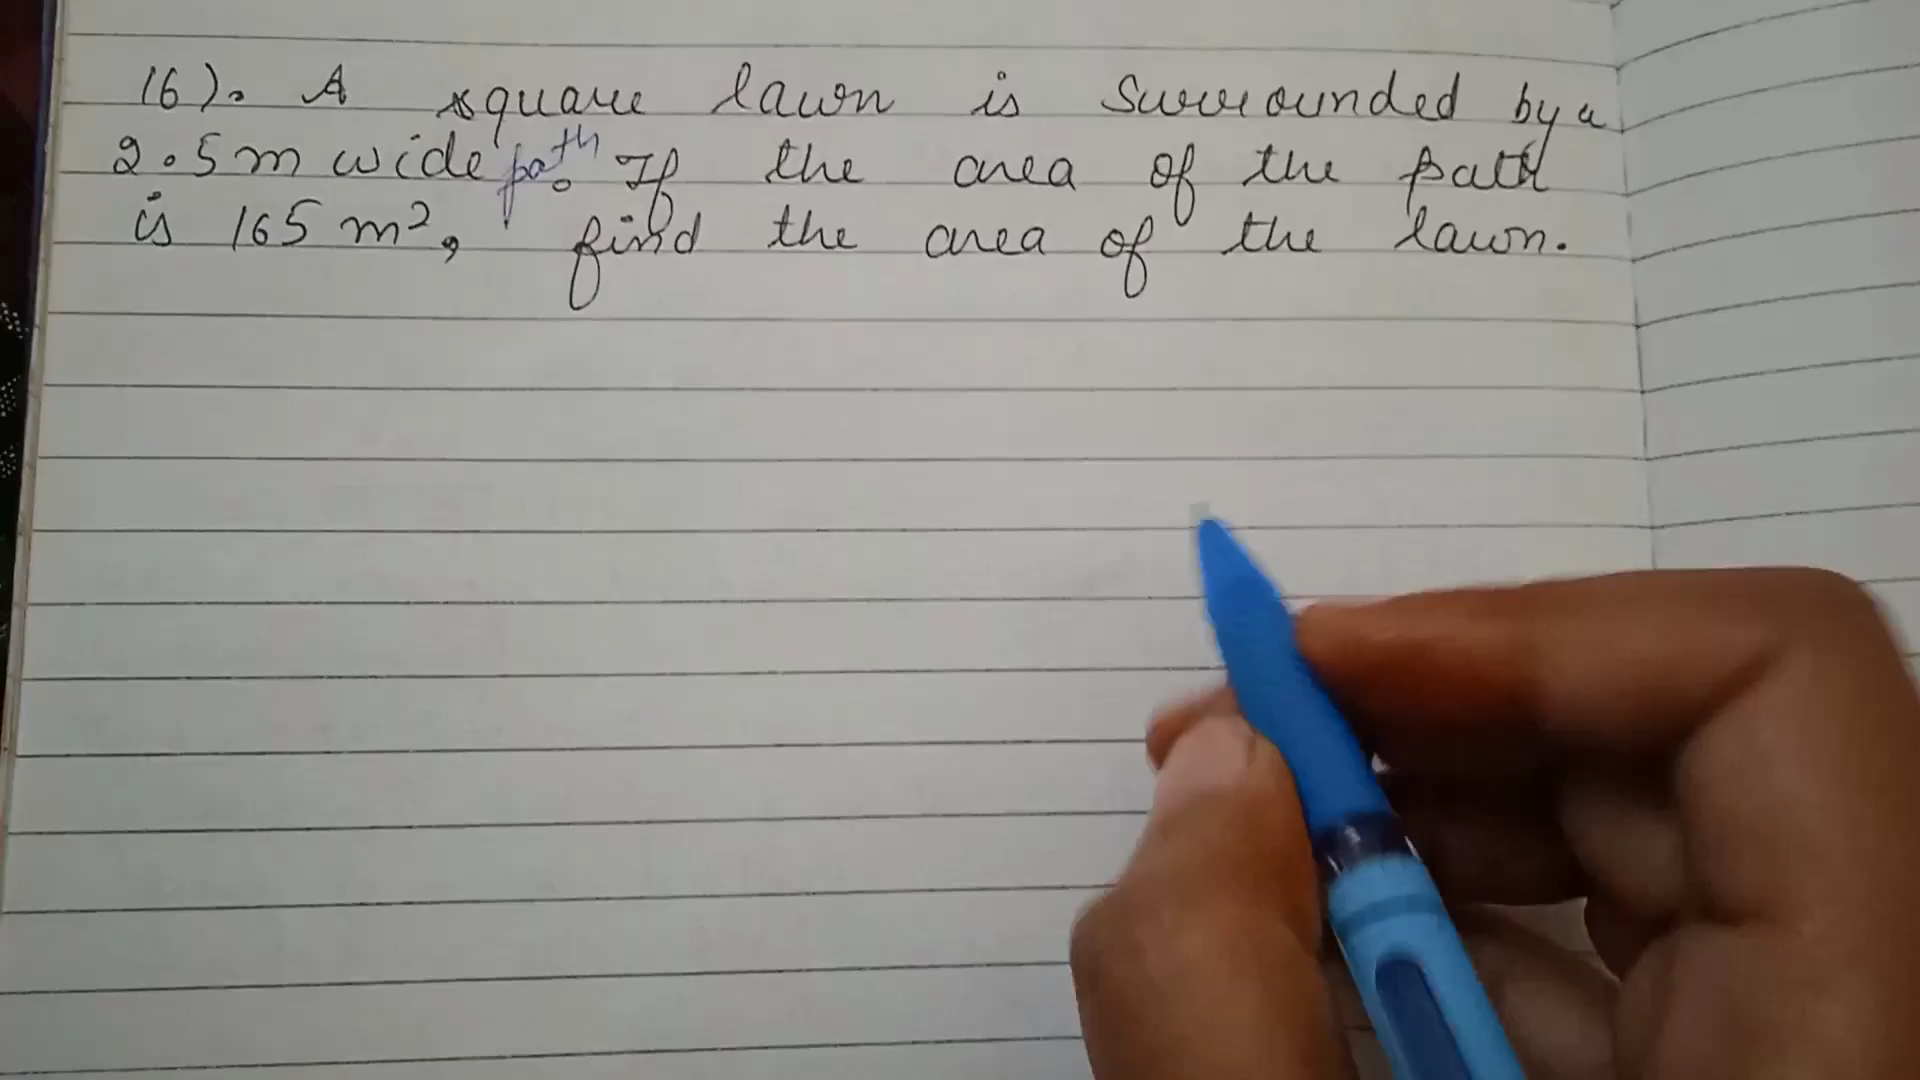 16). A square lawn is surrounded by a
2.5m wide path. If the area of the path
is 165 m², find the area of the lawn.